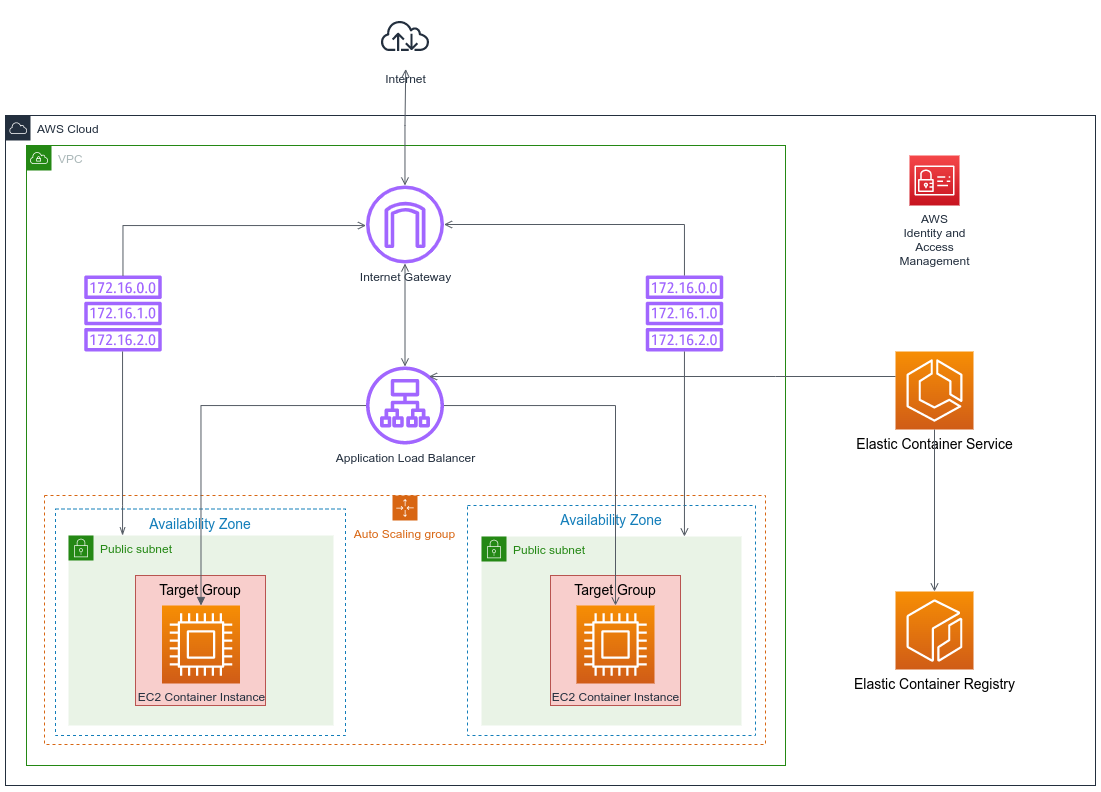 Internet
AWS Cloud
VPC
AWS
Identity and
Access
Management
Internet Gateway
172.16.0.0
172.16.1.0
172.16.2.0
172.16.0.0
172.16.1.0
172.16.2.0
Application Load Balancer
Elastic Container Service
Auto Scaling group
Availability Zone
Public subnet
Target Group
EC2 Container Instance
Availability Zone
Public subnet
Target Group
EC2 Container Instance
Elastic Container Registry